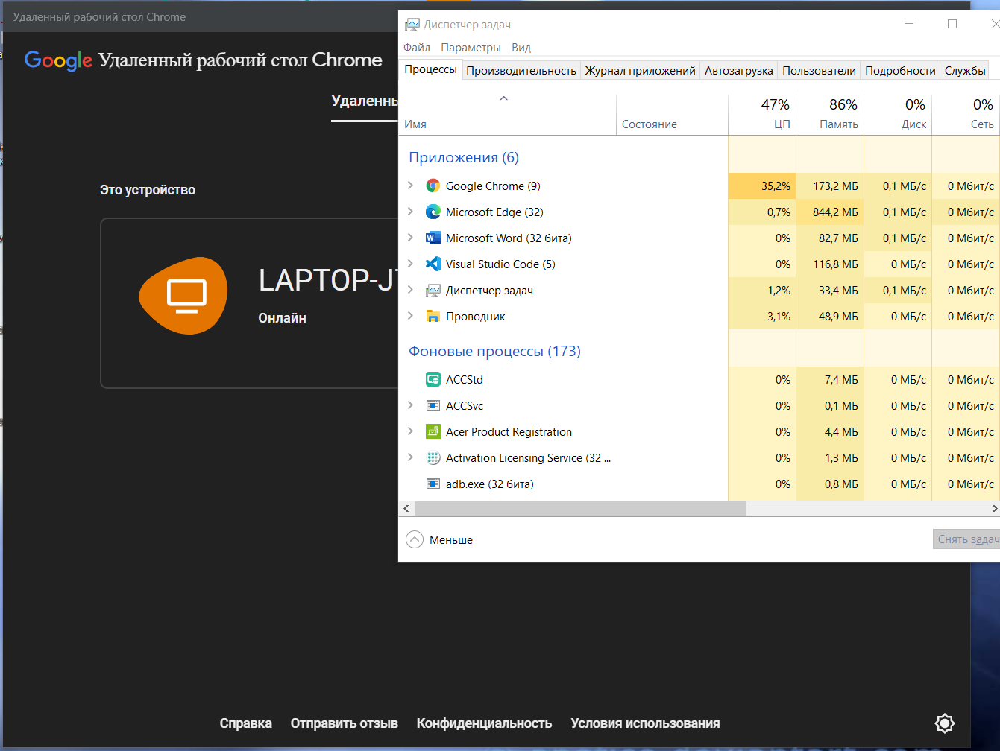 Удаленный рабочий стол Chrome
Google Удаленный рабочий стол Chrome
Это устройство
LAPTOP-J
Онлайн
Справка Отправить отзыв Конфиденциальность Условия использования
Диспетчер задач
Файл Параметры Вид
Процессы Производительность Журнал приложений Автозагрузка Пользователи Подробности Службы
47% 86% 0% 0%
Имя Состояние ЦП Память Диск Сеть
Приложения (6)
Google Chrome (9) 35,2% 173,2 МБ 0,1 МБ/с 0 Мбит/с
Microsoft Edge (32) 0,7% 844,2 МБ 0,1 МБ/с 0 Мбит/с
Microsoft Word (32 бита) 0% 82,7 МБ 0,1 МБ/с 0 Мбит/с
Visual Studio Code (5) 0% 116,8 МБ 0 МБ/с 0 Мбит/с
Диспетчер задач 1,2% 33,4 МБ 0,1 МБ/с 0 Мбит/с
Проводник 3,1% 48,9 МБ 0 МБ/с 0 Мбит/с
Фоновые процессы (173)
ACCStd 0% 7,4 МБ 0 МБ/с 0 Мбит/с
ACCSvc 0% 0,1 МБ 0 МБ/с 0 Мбит/с
Acer Product Registration 0% 4,4 МБ 0 МБ/с 0 Мбит/с
Activation Licensing Service (32 ... 0% 1,3 МБ 0 МБ/с 0 Мбит/с
adb.exe (32 бита) 0% 0,8 МБ 0 МБ/с 0 Мбит/с
Меньше Снять задач